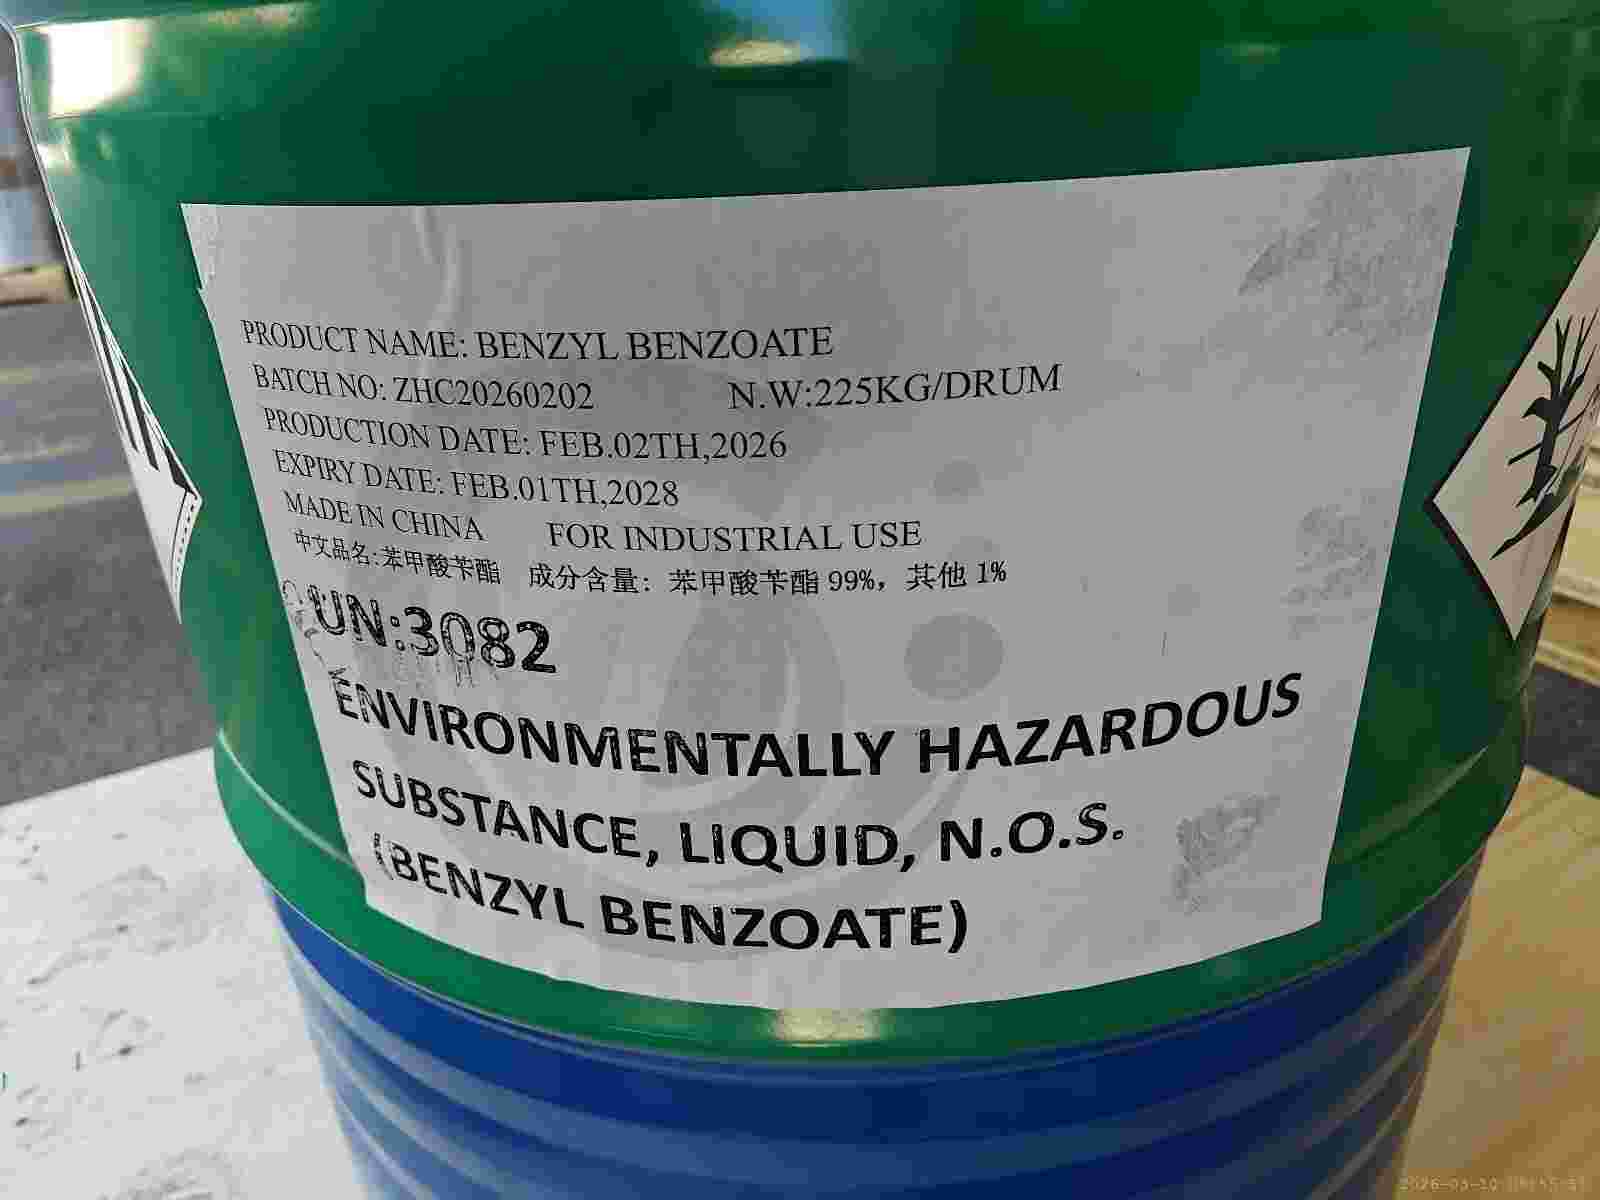 PRODUCT NAME: BENZYL BENZOATE
BATCH NO: ZHC20260202 N.W:225KG/DRUM
PRODUCTION DATE: FEB.02TH,2026
EXPIRY DATE: FEB.01TH,2028
MADE IN CHINA FOR INDUSTRIAL USE
中文品名:苯甲酸苄酯 成分含量：苯甲酸苄酯 99%，其他 1%
UN:3082
ENVIRONMENTALLY HAZARDOUS
SUBSTANCE, LIQUID, N.O.S.
(BENZYL BENZOATE)